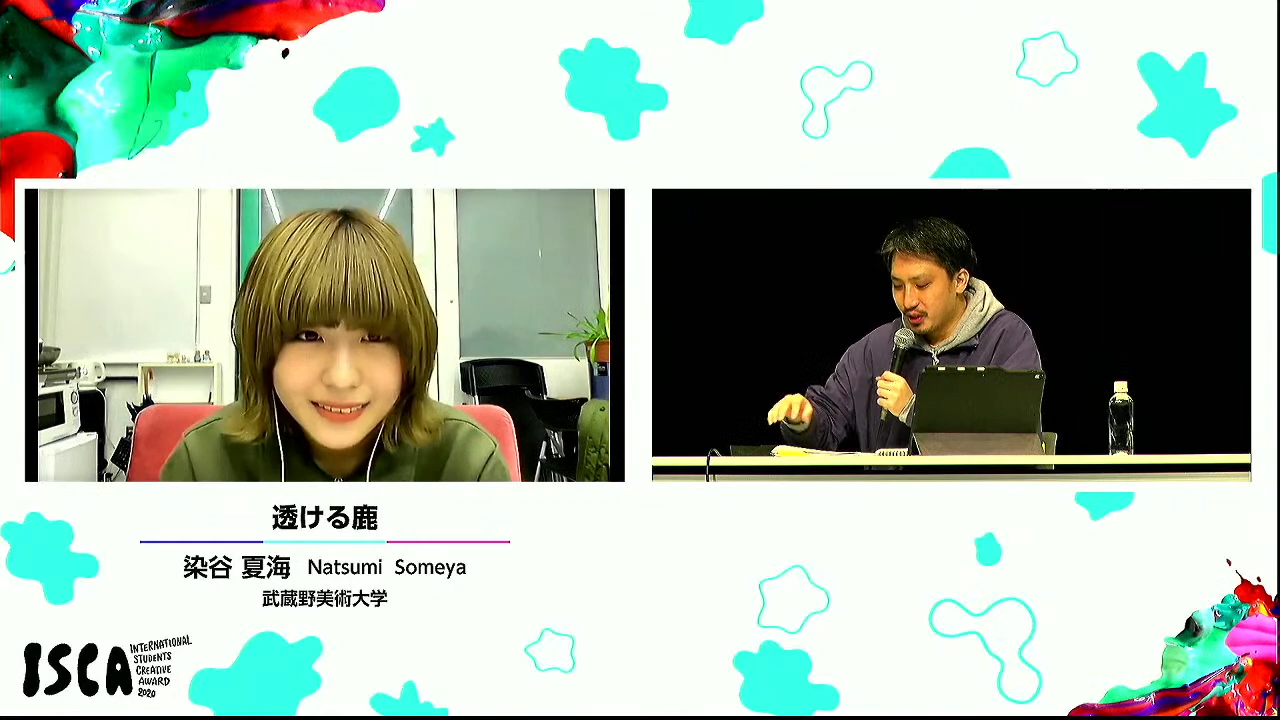 透ける鹿
染谷 夏海 Natsumi Someya
武蔵野美術大学
ISCA
INTERNATIONAL
STUDENTS
CREATIVE
AWARD
2020